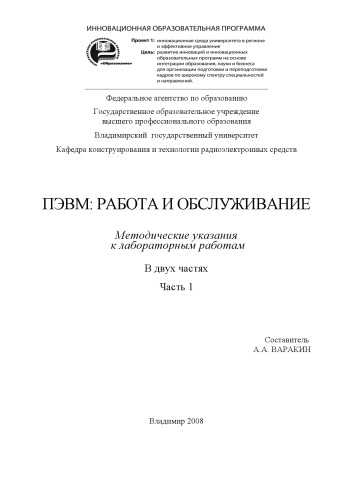 ИННОВАЦИОННАЯ ОБРАЗОВАТЕЛЬНАЯ ПРОГРАММА
Проект 1: инновационная среда университета в регионе
и эффективное управление
Цель: развитие инноваций и инновационных
образовательных программ на основе
интеграции образования, науки и бизнеса
для организации подготовки и переподготовки
кадров по широкому спектру специальностей
и направлений.
«Образование»
Федеральное агентство по образованию
Государственное образовательное учреждение
высшего профессионального образования
Владимирский государственный университет
Кафедра конструирования и технологии радиоэлектронных средств
ПЭВМ: РАБОТА И ОБСЛУЖИВАНИЕ
Методические указания
к лабораторным работам
В двух частях
Часть 1
Составитель
А.А. ВАРАКИН
Владимир 2008